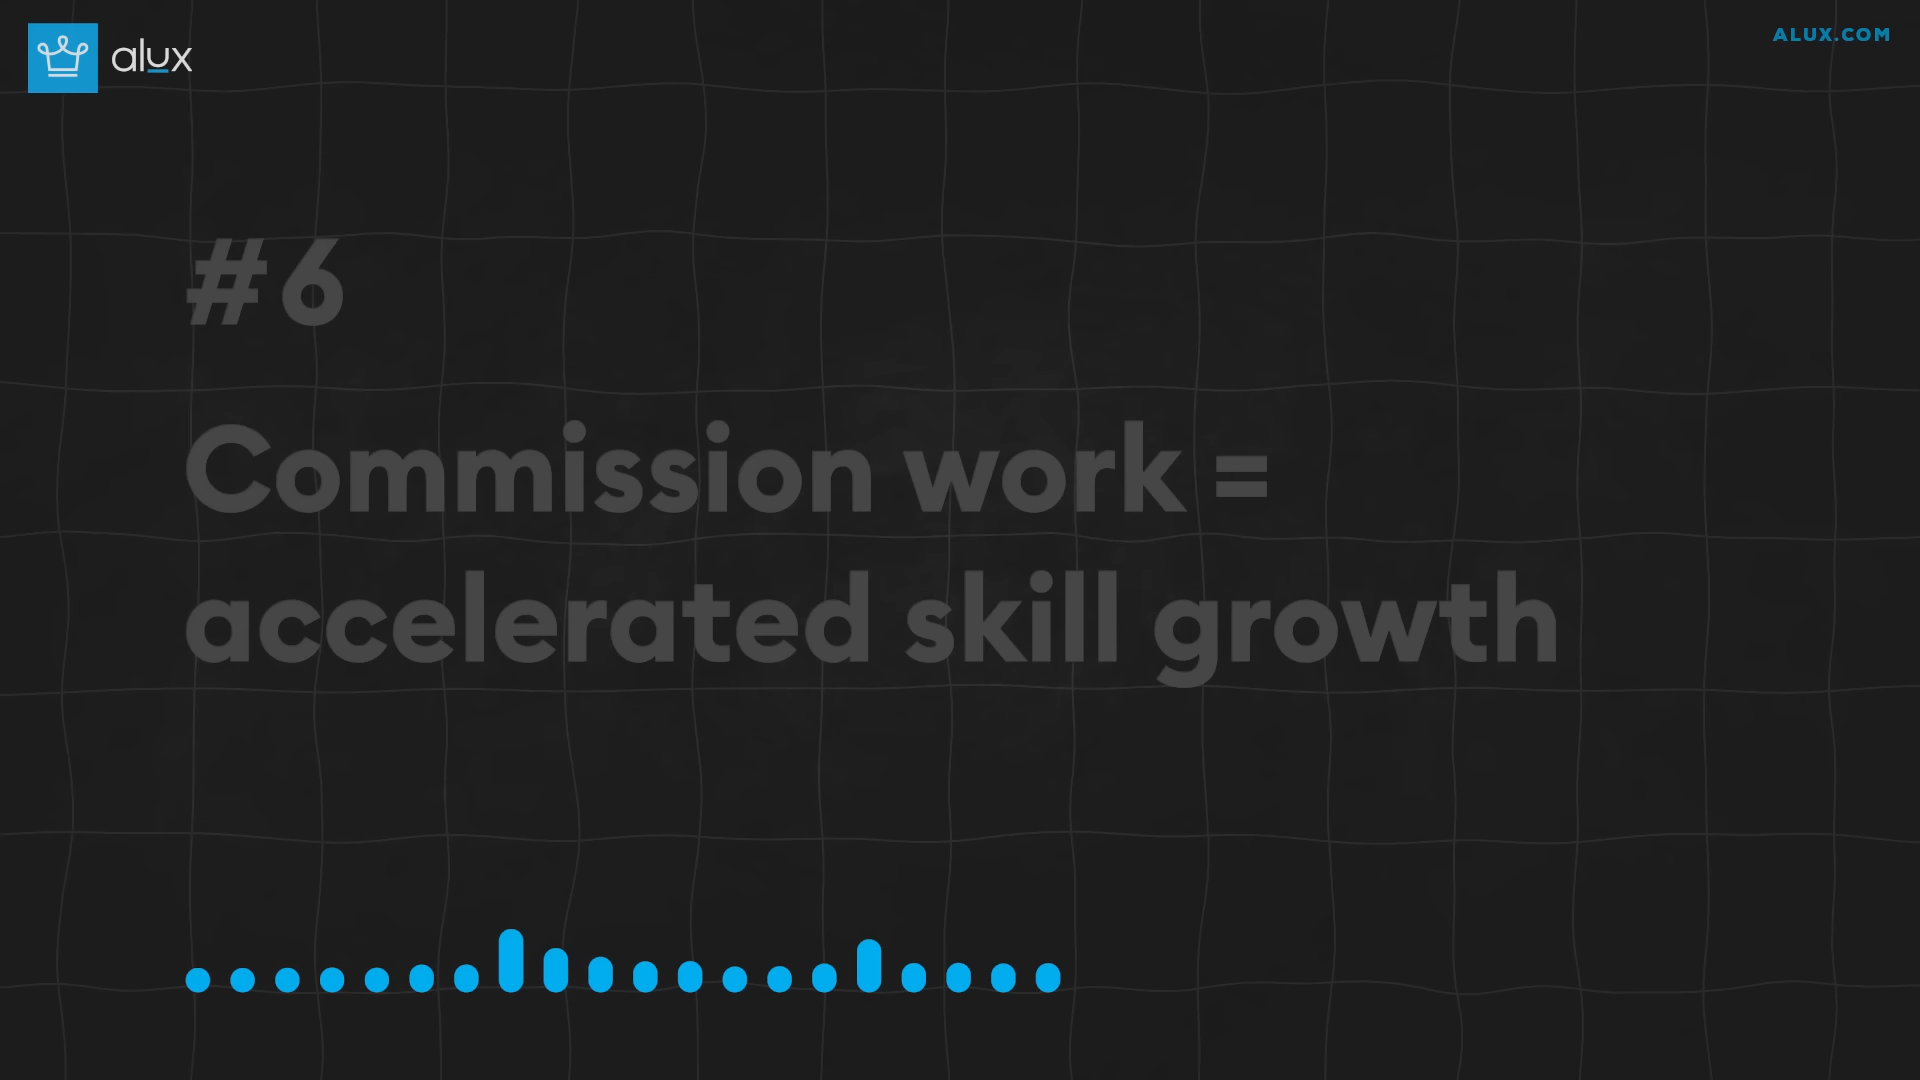 alux
ALUX.COM
#6
Commission work =
accelerated skill growth